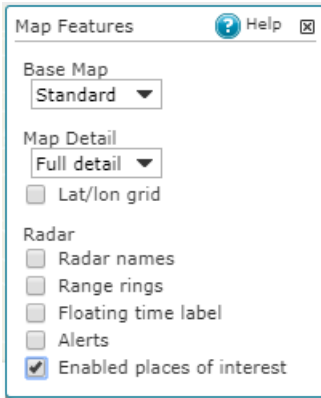 Map Features ? Help
Base Map
Standard
Map Detail
Full detail
Lat/lon grid
Radar
Radar names
Range rings
Floating time label
Alerts
Enabled places of interest